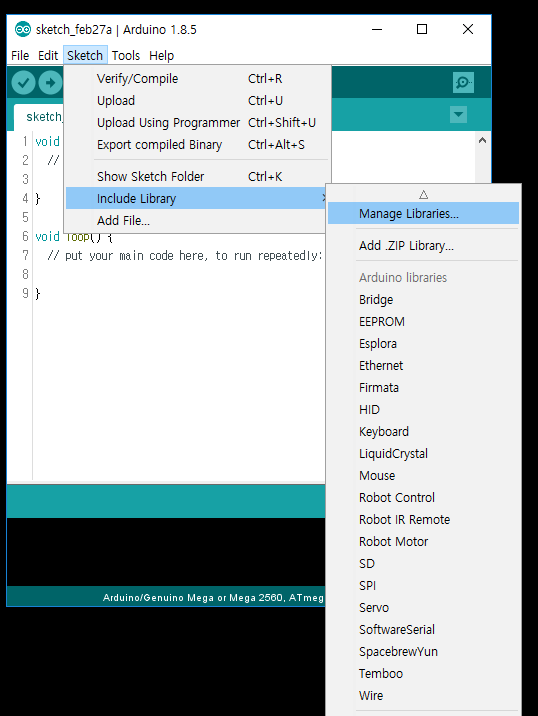 sketch_feb27a | Arduino 1.8.5
File Edit Sketch Tools Help
Verify/Compile Ctrl+R
Upload Ctrl+U
Upload Using Programmer Ctrl+Shift+U
Export compiled Binary Ctrl+Alt+S
Show Sketch Folder Ctrl+K
Include Library
Add File...
sketch_
1 void
2 //
3
4 }
5
6 void loop() {
7 // put your main code here, to run repeatedly:
8
9 }
Manage Libraries...
Add .ZIP Library...
Arduino libraries
Bridge
EEPROM
Esplora
Ethernet
Firmata
HID
Keyboard
LiquidCrystal
Mouse
Robot Control
Robot IR Remote
Robot Motor
SD
SPI
Servo
SoftwareSerial
SpacebrewYun
Temboo
Wire
Arduino/Genuino Mega or Mega 2560, ATmeg